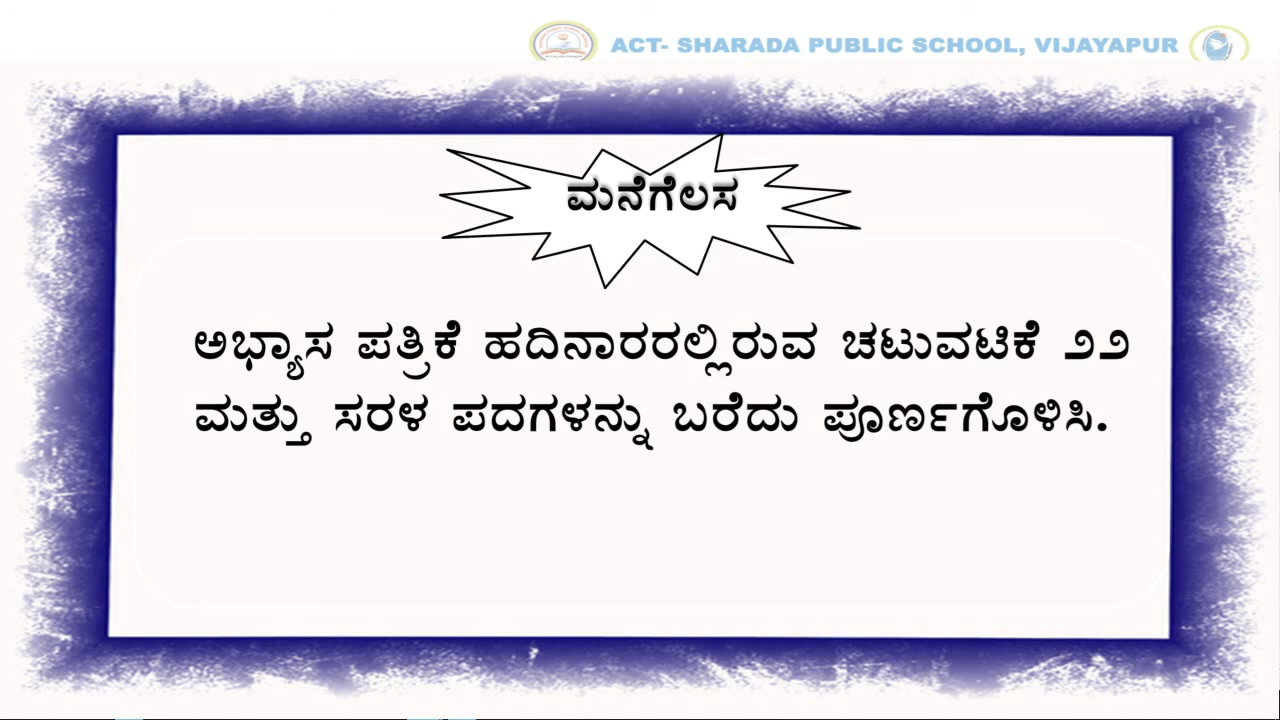 ACT- SHARADA PUBLIC SCHOOL, VIJAYAPUR
ಮನೆಗೆಲಸ
ಅಭ್ಯಾಸ ಪತ್ರಿಕೆ ಹದಿನಾರರಲ್ಲಿರುವ ಚಟುವಟಿಕೆ ೨೨
ಮತ್ತು ಸರಳ ಪದಗಳನ್ನು ಬರೆದು ಪೂರ್ಣಗೊಳಿಸಿ.